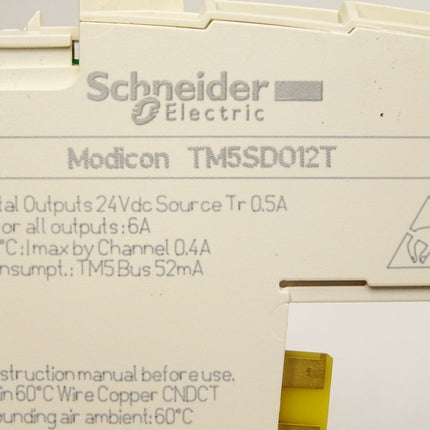 Schneider
Electric
Modicon TM5SDO12T
tal Outputs 24Vdc Source Tr 0.5A
or all outputs : 6A
°C : I max by Channel 0.4A
nsumpt. : TM5 Bus 52mA
struction manual before use.
in 60°C Wire Copper CNDCT
ounding air ambient : 60°C